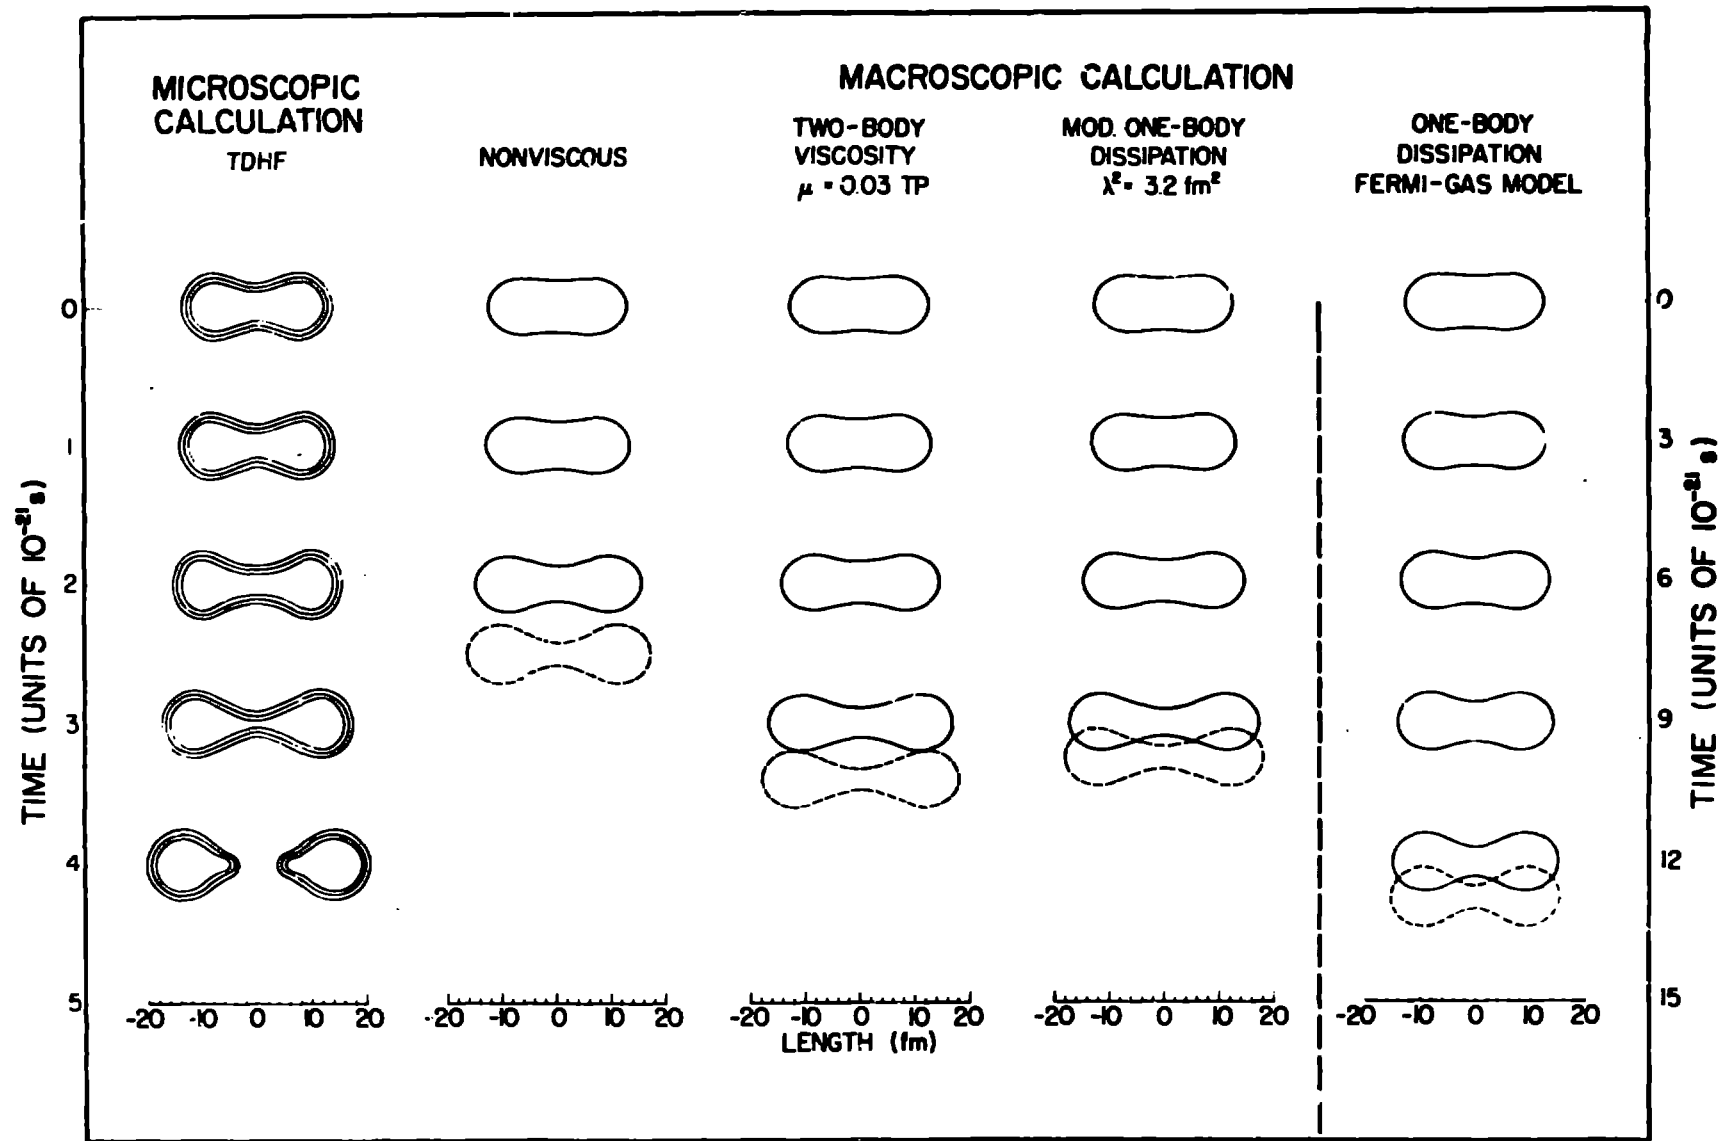 MICROSCOPIC
CALCULATION
TDHF
MACROSCOPIC CALCULATION
NONVISCOUS
TWO-BODY
VISCOSITY
μ = 0.03 TP
MOD. ONE-BODY
DISSIPATION
λ²= 3.2 fm²
ONE-BODY
DISSIPATION
FERMI-GAS MODEL
TIME (UNITS OF 10⁻²¹ s)
0
1
2
3
4
5
0
3
6
9
12
15
TIME (UNITS OF 10⁻²¹ s)
-20 -10 0 10 20
-20 -10 0 10 20
-20 -10 0 10 20
-20 -10 0 10 20
-20 -10 0 10 20
LENGTH (fm)